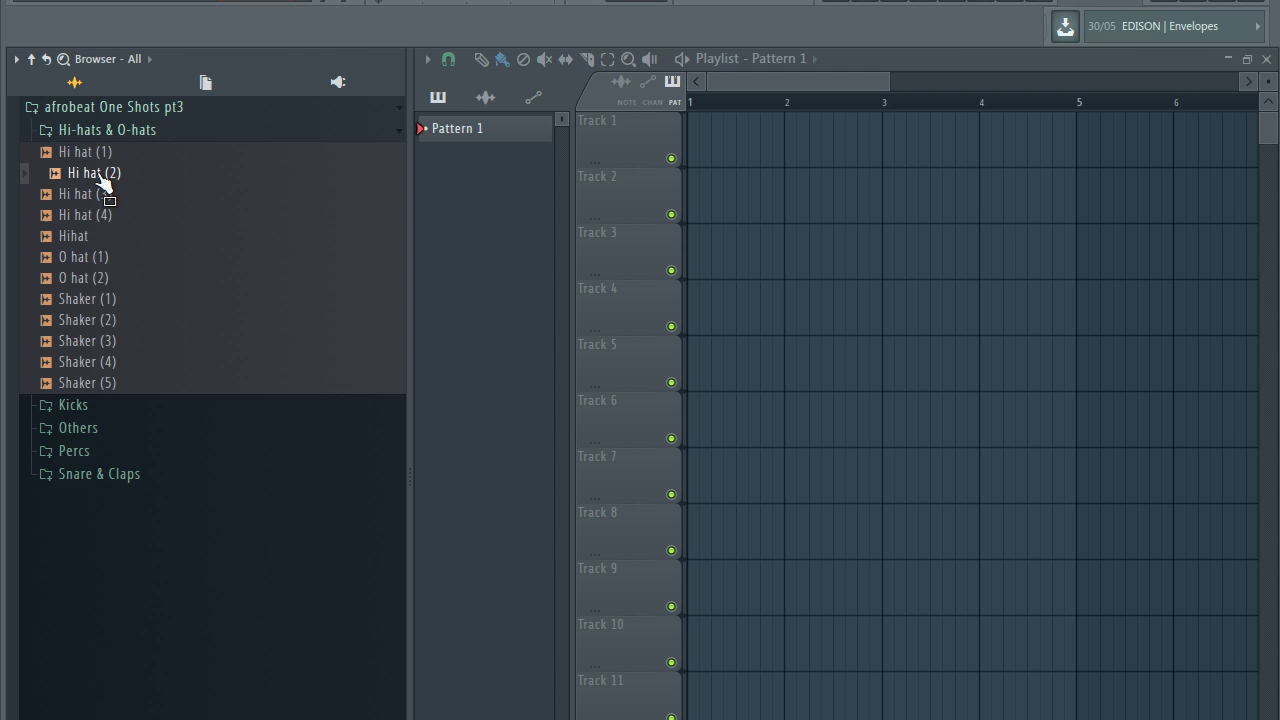 30/05 EDISON | Envelopes
Browser - All
Playlist - Pattern 1
NOTE CHAN PAT
1 2 3 4 5 6
afrobeat One Shots pt3
Hi-hats & O-hats
Hi hat (1)
Hi hat (2)
Hi hat
Hi hat (4)
Hihat
O hat (1)
O hat (2)
Shaker (1)
Shaker (2)
Shaker (3)
Shaker (4)
Shaker (5)
Kicks
Others
Percs
Snare & Claps
Pattern 1
Track 1
...
Track 2
...
Track 3
...
Track 4
...
Track 5
...
Track 6
...
Track 7
...
Track 8
...
Track 9
...
Track 10
...
Track 11